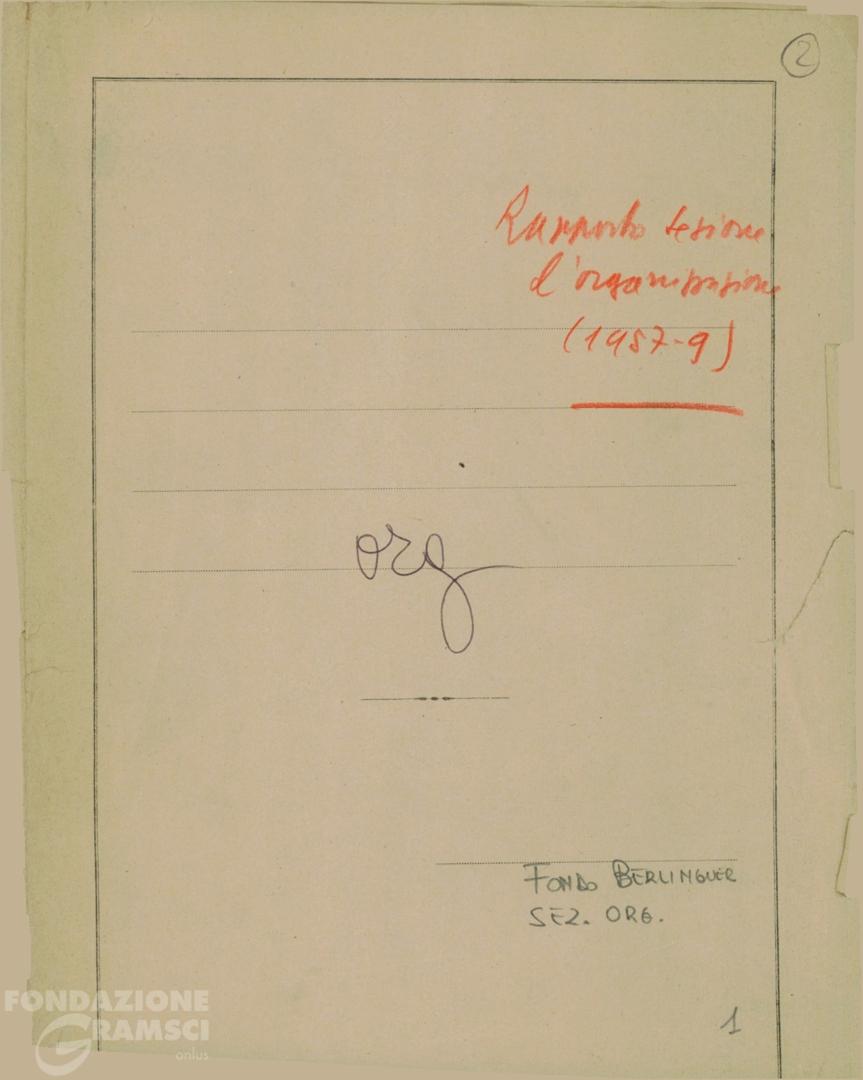 2
Rapporto sezione
d'organizzazione
(1957-9)
org
FONDO BERLINGUER
SEZ. ORG.
1
FONDAZIONE
GRAMSCI
onlus